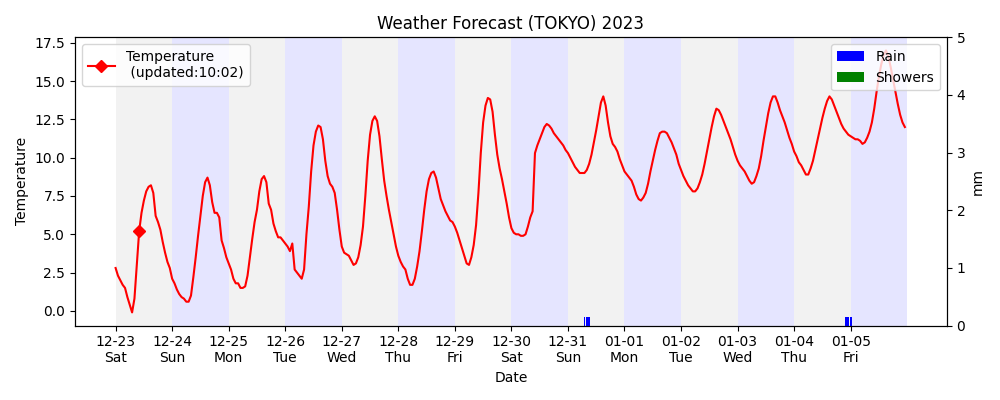 Weather Forecast (TOKYO) 2023
Temperature
(updated:10:02)
Rain
Showers
Temperature
17.5
15.0
12.5
10.0
7.5
5.0
2.5
0.0
5
4
3
2
1
0
mm
12-23 12-24 12-25 12-26 12-27 12-28 12-29 12-30 12-31 01-01 01-02 01-03 01-04 01-05
Sat Sun Mon Tue Wed Thu Fri Sat Sun Mon Tue Wed Thu Fri
Date